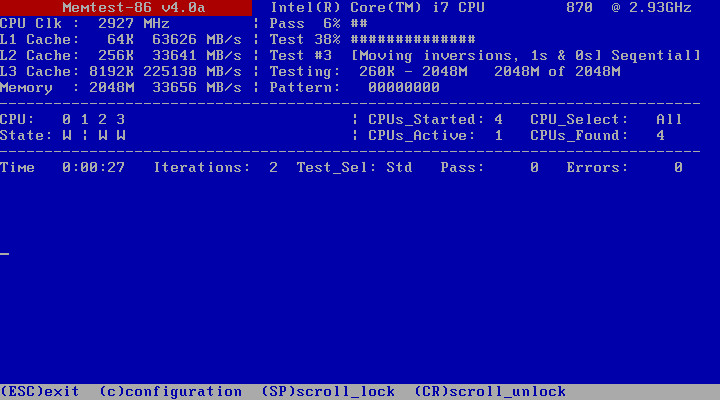 Memtest-86 v4.0a Intel(R) Core(TM) i7 CPU 870 @ 2.93GHz
CPU Clk : 2927 MHz ¦ Pass 6% ##
L1 Cache: 64K 63626 MB/s ¦ Test 38% ##############
L2 Cache: 256K 33641 MB/s ¦ Test #3 [Moving inversions, 1s & 0s] Seqential]
L3 Cache: 8192K 225138 MB/s ¦ Testing: 260K - 2048M 2048M of 2048M
Memory : 2048M 33656 MB/s ¦ Pattern: 00000000
------------------------------------------------------------------------------
CPU: 0 1 2 3 ¦ CPUs_Started: 4 CPU_Select: All
State: W ¦ W W ¦ CPUs_Active: 1 CPUs_Found: 4
------------------------------------------------------------------------------
Time 0:00:27 Iterations: 2 Test_Sel: Std Pass: 0 Errors: 0
_
(ESC)exit (c)configuration (SP)scroll_lock (CR)scroll_unlock